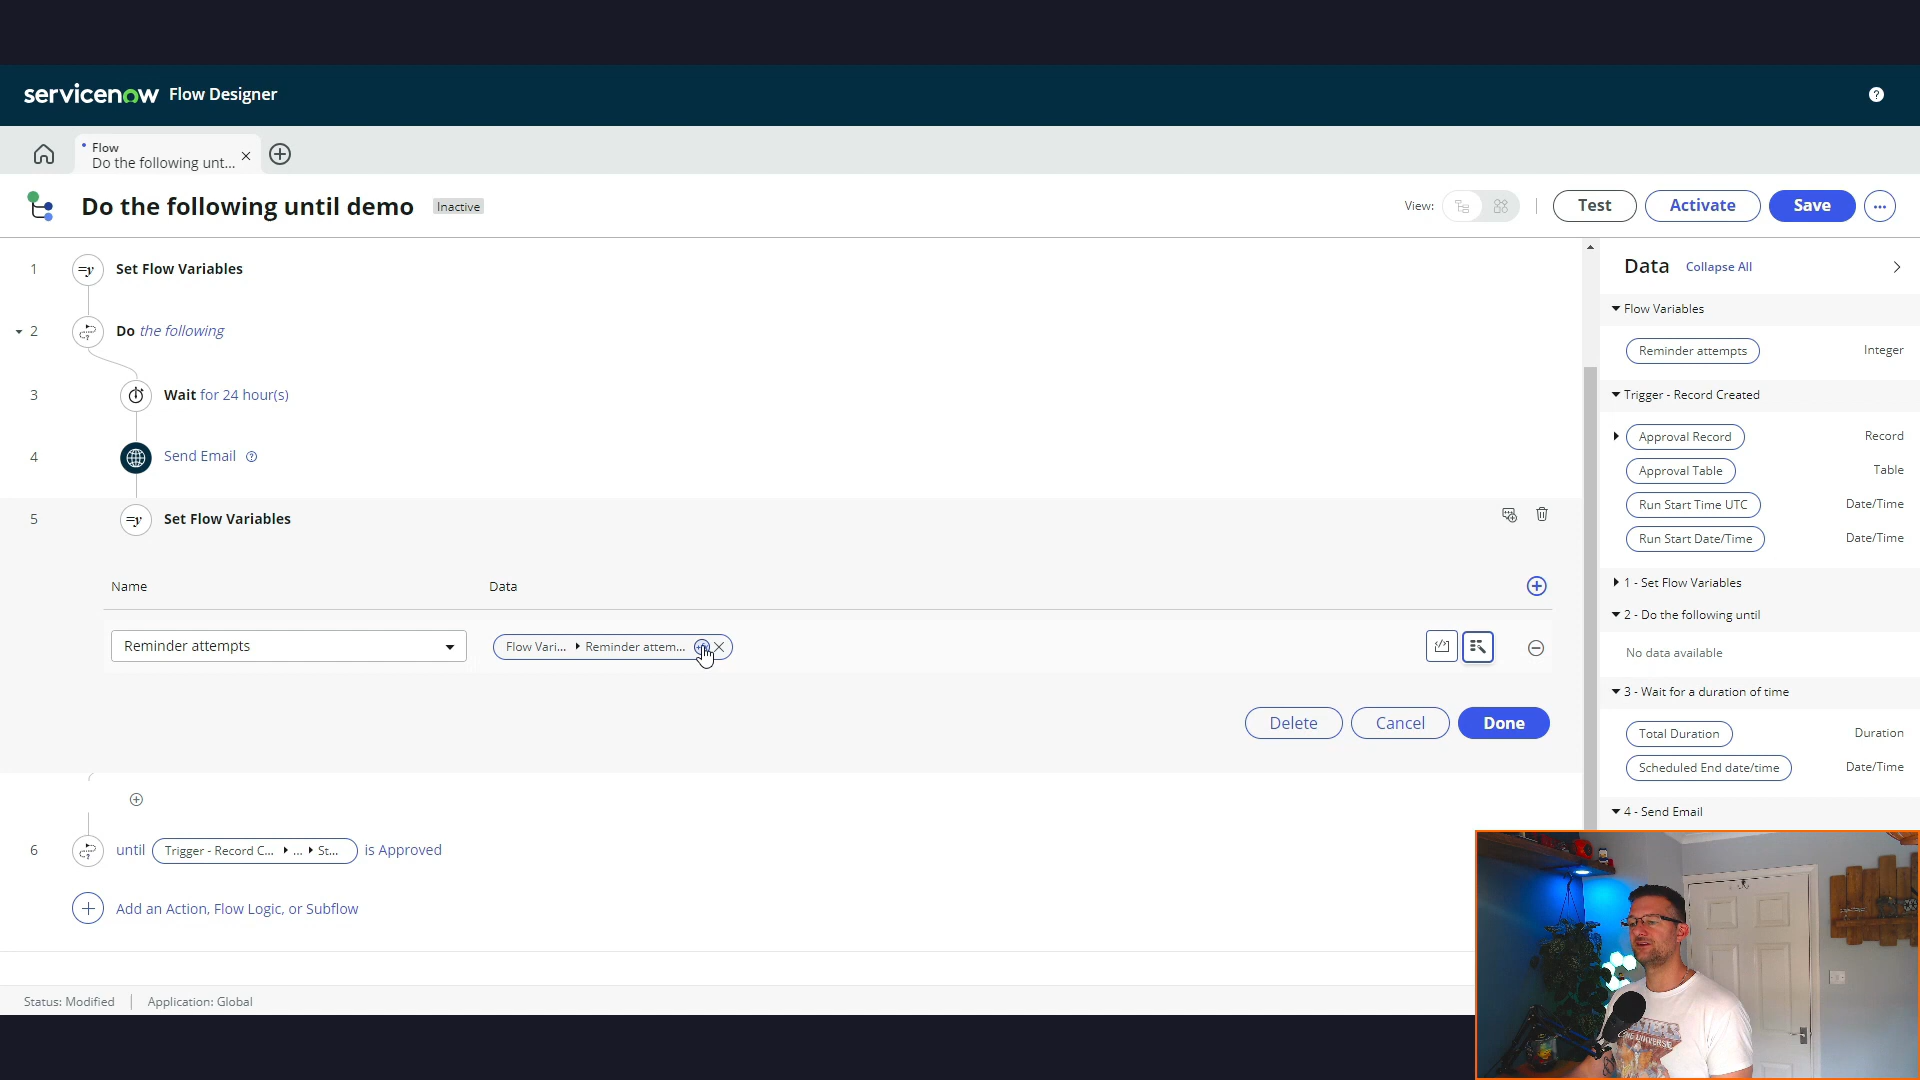 servicenow Flow Designer
?
Flow
Do the following unt...
Do the following until demo
Inactive
View:
Test
Activate
Save
1
=y
Set Flow Variables
2
Do the following
3
Wait for 24 hour(s)
4
Send Email ?
5
=y
Set Flow Variables
Name
Data
Reminder attempts
Flow Vari... Reminder attem...
Delete
Cancel
Done
6
until Trigger - Record C... ... St... is Approved
Add an Action, Flow Logic, or Subflow
Status: Modified
Application: Global
Data
Collapse All
Flow Variables
Reminder attempts
Integer
Trigger - Record Created
Approval Record
Record
Approval Table
Table
Run Start Time UTC
Date/Time
Run Start Date/Time
Date/Time
1 - Set Flow Variables
2 - Do the following until
No data available
3 - Wait for a duration of time
Total Duration
Duration
Scheduled End date/time
Date/Time
4 - Send Email